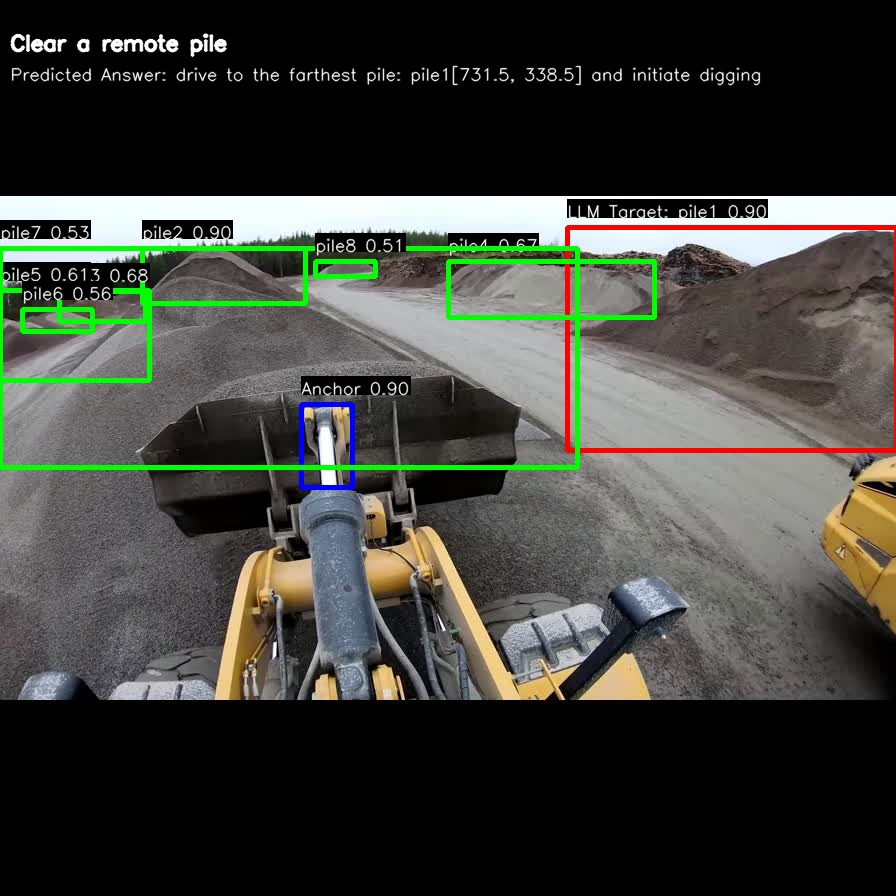 Clear a remote pile
Predicted Answer: drive to the farthest pile: pile1[731.5, 338.5] and initiate digging
LLM Target: pile1 0.90
pile7 0.53
pile2 0.90
pile8 0.51
pile4 0.67
pile5 0.613 0.68
pile6 0.56
Anchor 0.90